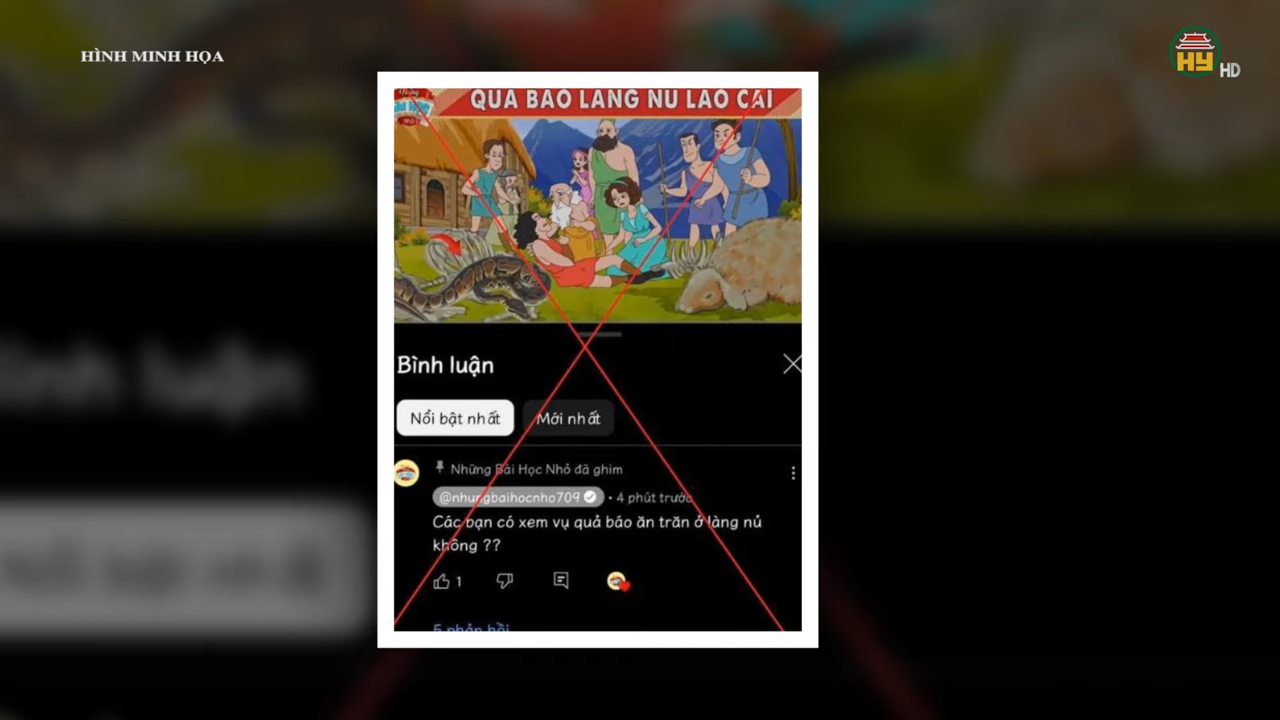 HÌNH MINH HỌA
HY HD
QUẢ BÁO LÀNG NỦ LÀO CAI
Bình luận
Nổi bật nhất
Mới nhất
Những Bài Học Nhỏ đã ghim
@nhungbaihocnho709 • 4 phút trước
Các bạn có xem vụ quả báo ăn trăn ở làng nủ
không ??
1
5 phản hồi